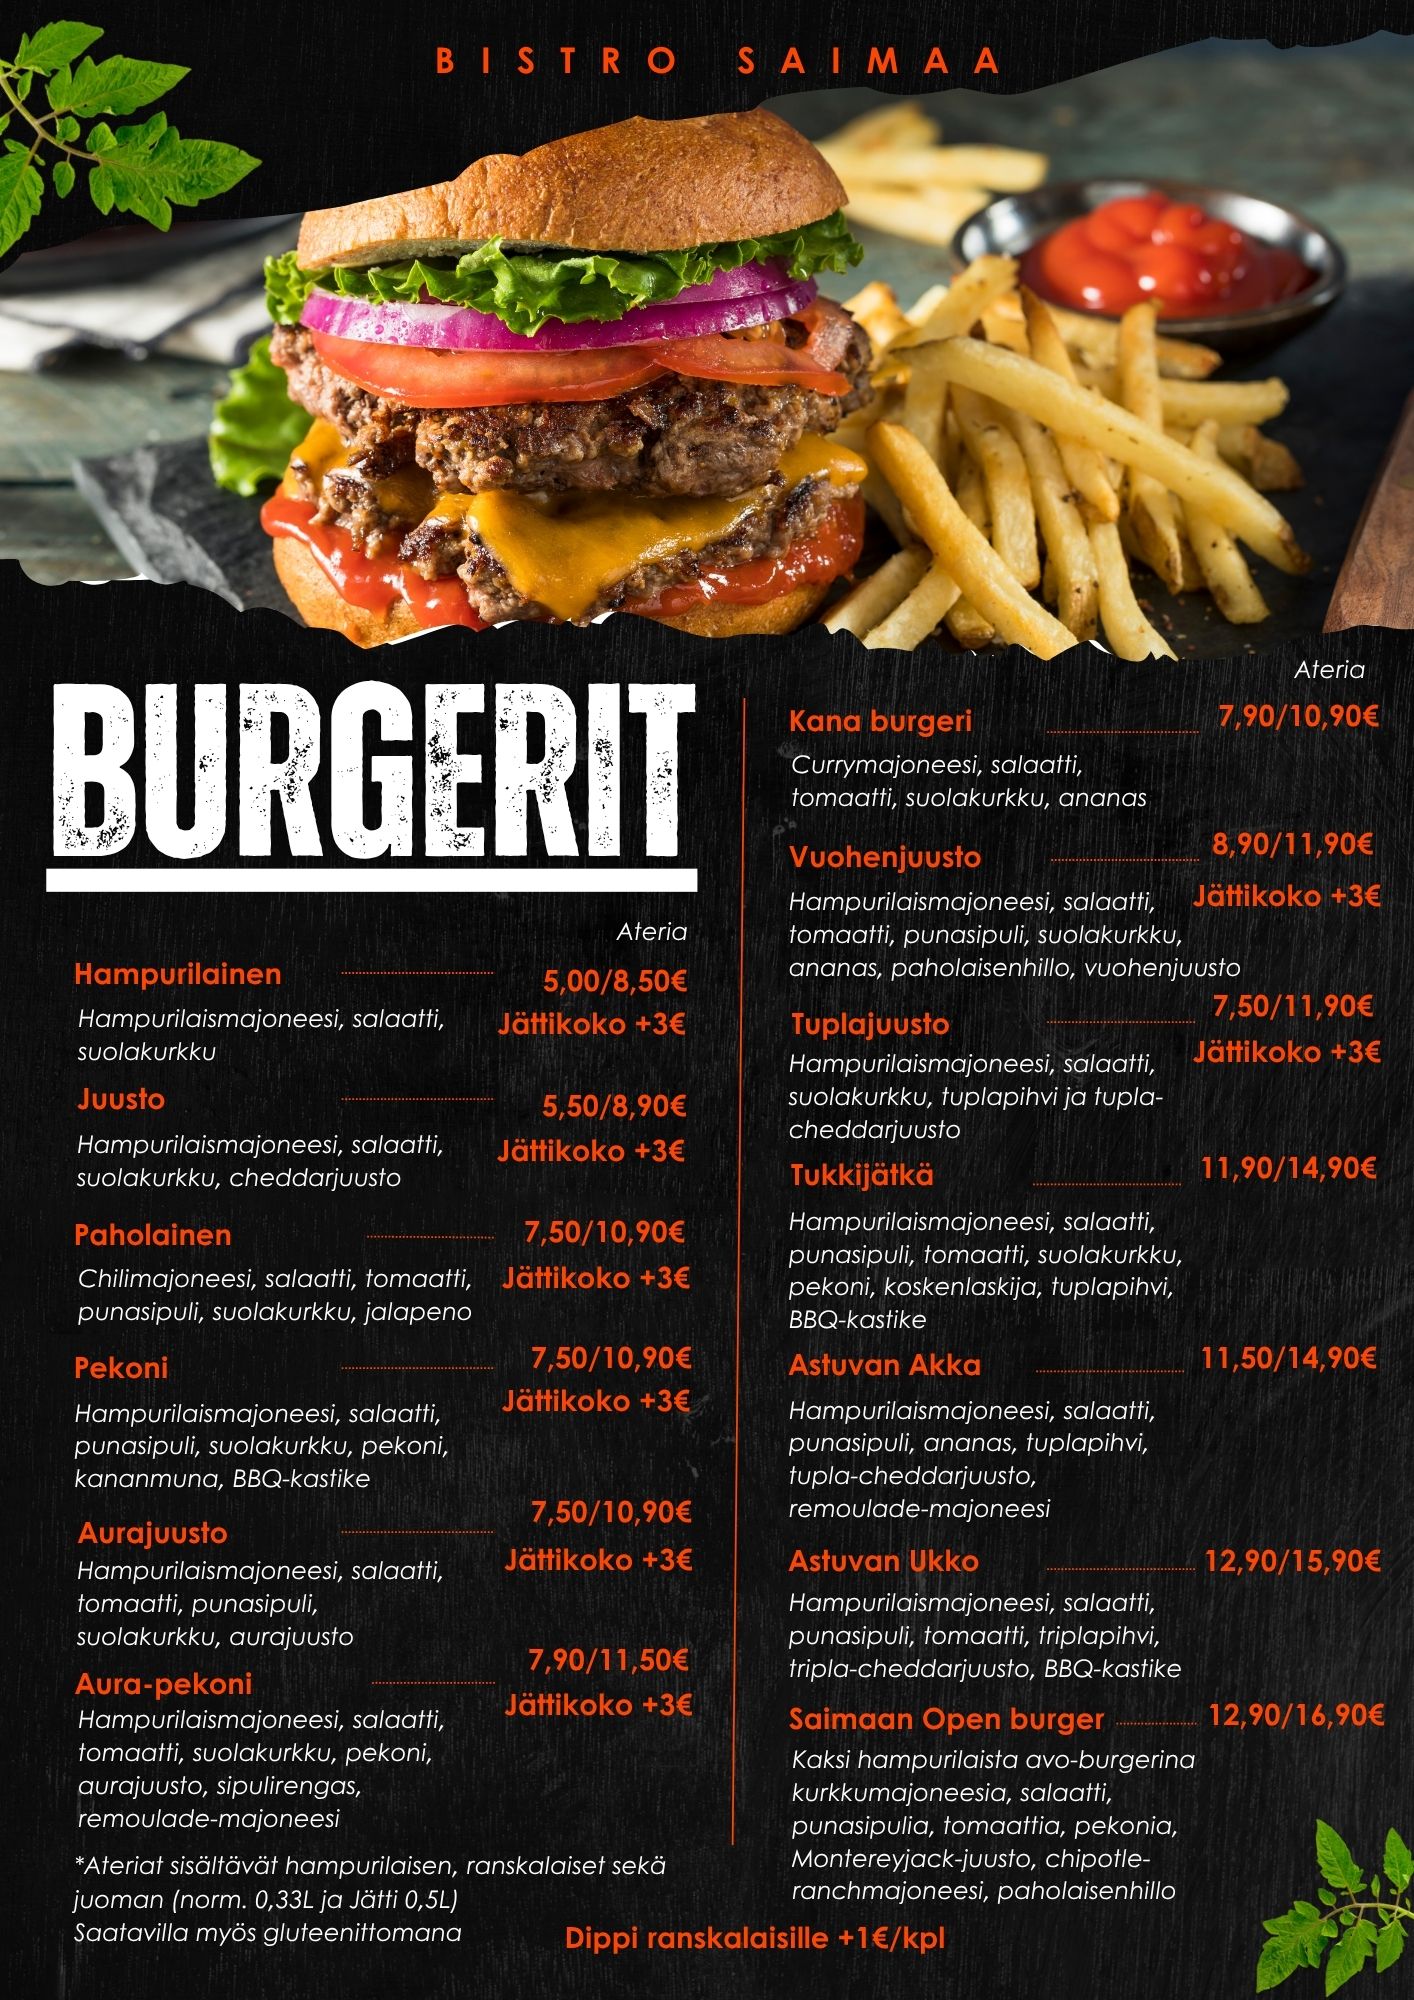 BISTRO SAIMAA
BURGERIT
Ateria
Hampurilainen 5,00/8,50€
Hampurilaismajoneesi, salaatti, Jättikoko +3€
suolakurkku
Juusto 5,50/8,90€
Hampurilaismajoneesi, salaatti, Jättikoko +3€
suolakurkku, cheddarjuusto
Paholainen 7,50/10,90€
Chilimajoneesi, salaatti, tomaatti, Jättikoko +3€
punasipuli, suolakurkku, jalapeno
Pekoni 7,50/10,90€
Hampurilaismajoneesi, salaatti, Jättikoko +3€
punasipuli, suolakurkku, pekoni,
kananmuna, BBQ-kastike
Aurajuusto 7,50/10,90€
Hampurilaismajoneesi, salaatti, Jättikoko +3€
tomaatti, punasipuli,
suolakurkku, aurajuusto
Aura-pekoni 7,90/11,50€
Hampurilaismajoneesi, salaatti, Jättikoko +3€
tomaatti, suolakurkku, pekoni,
aurajuusto, sipulirengas,
remoulade-majoneesi
*Ateriat sisältävät hampurilaisen, ranskalaiset sekä
juoman (norm. 0,33L ja Jätti 0,5L)
Saatavilla myös gluteenittomana
Ateria
Kana burgeri 7,90/10,90€
Currymajoneesi, salaatti,
tomaatti, suolakurkku, ananas
Vuohenjuusto 8,90/11,90€
Hampurilaismajoneesi, salaatti, Jättikoko +3€
tomaatti, punasipuli, suolakurkku,
ananas, paholaisenhillo, vuohenjuusto
Tuplajuusto 7,50/11,90€
Hampurilaismajoneesi, salaatti, Jättikoko +3€
suolakurkku, tuplapihvi ja tupla-
cheddarjuusto
Tukkijätkä 11,90/14,90€
Hampurilaismajoneesi, salaatti,
punasipuli, tomaatti, suolakurkku,
pekoni, koskenlaskija, tuplapihvi,
BBQ-kastike
Astuvan Akka 11,50/14,90€
Hampurilaismajoneesi, salaatti,
punasipuli, ananas, tuplapihvi,
tupla-cheddarjuusto,
remoulade-majoneesi
Astuvan Ukko 12,90/15,90€
Hampurilaismajoneesi, salaatti,
punasipuli, tomaatti, triplapihvi,
tripla-cheddarjuusto, BBQ-kastike
Saimaan Open burger 12,90/16,90€
Kaksi hampurilaista avo-burgerina
kurkkumajoneesia, salaatti,
punasipulia, tomaattia, pekonia,
Montereyjack-juusto, chipotle-
ranchmajoneesi, paholaisenhillo
Dippi ranskalaisille +1€/kpl